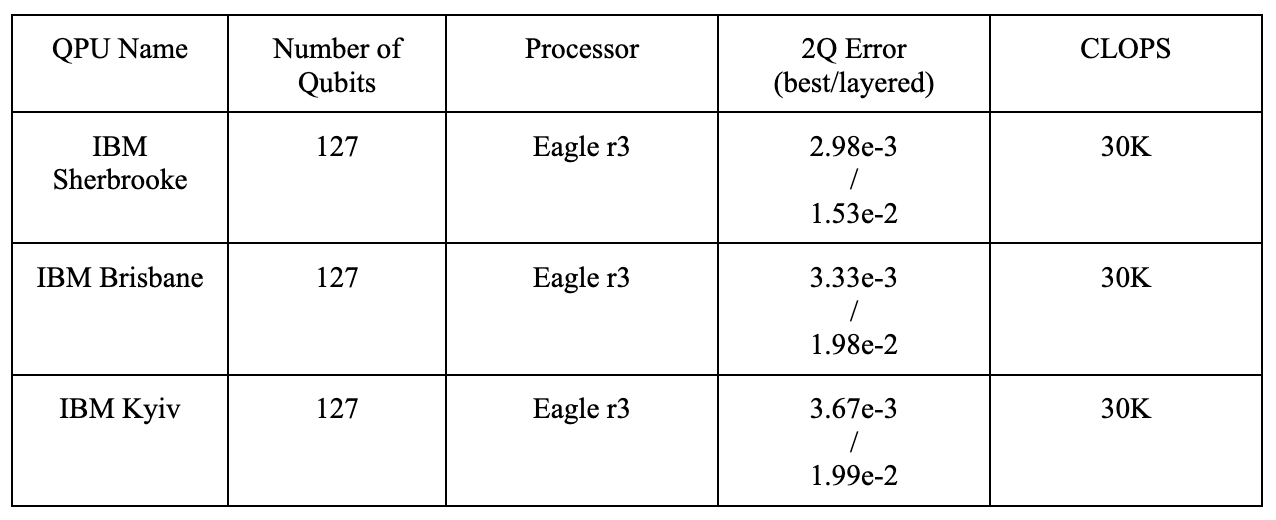 QPU Name
Number of
Qubits
Processor
2Q Error
(best/layered)
CLOPS
IBM
Sherbrooke
127
Eagle r3
2.98e-3
/
1.53e-2
30K
IBM Brisbane
127
Eagle r3
3.33e-3
/
1.98e-2
30K
IBM Kyiv
127
Eagle r3
3.67e-3
/
1.99e-2
30K